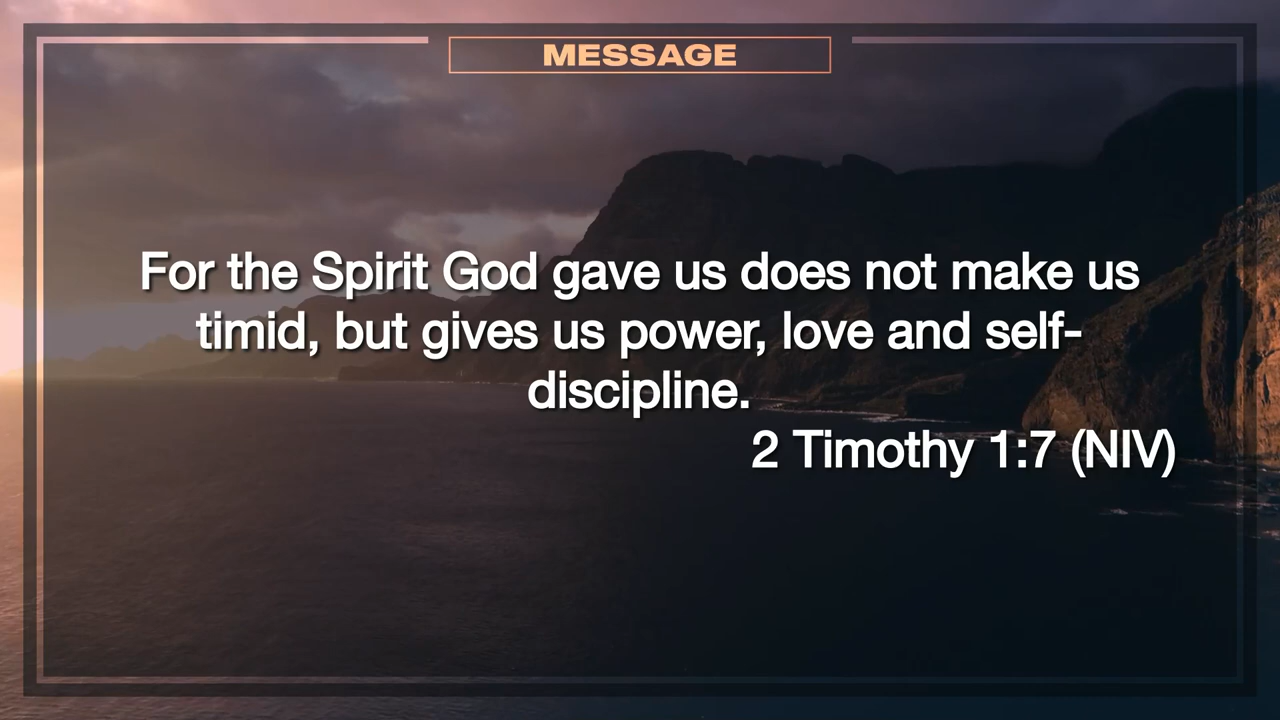 MESSAGE
For the Spirit God gave us does not make us
timid, but gives us power, love and self-
discipline.
2 Timothy 1:7 (NIV)